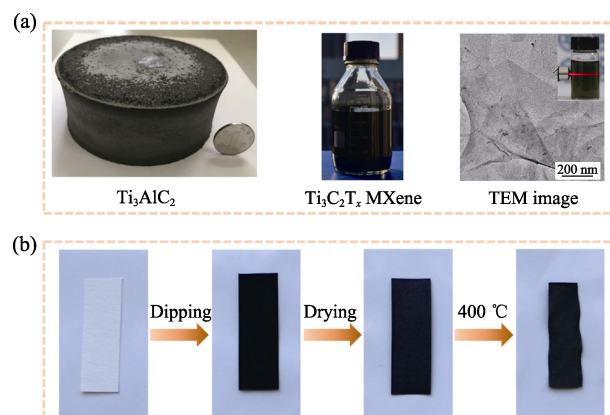 (a)
200 nm
Ti₃AlC₂
Ti₃C₂Tₓ MXene
TEM image
(b)
Dipping
Drying
400 ℃